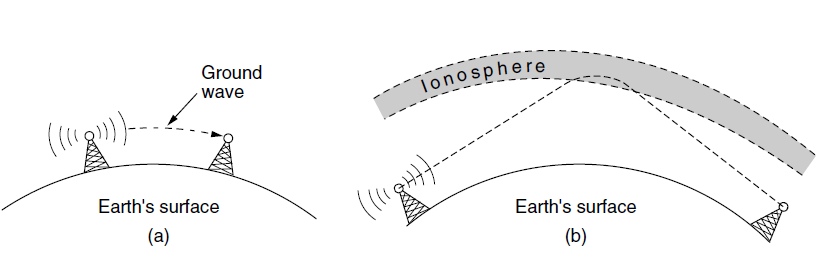 Ground
wave
Earth's surface
(a)
Ionosphere
Earth's surface
(b)